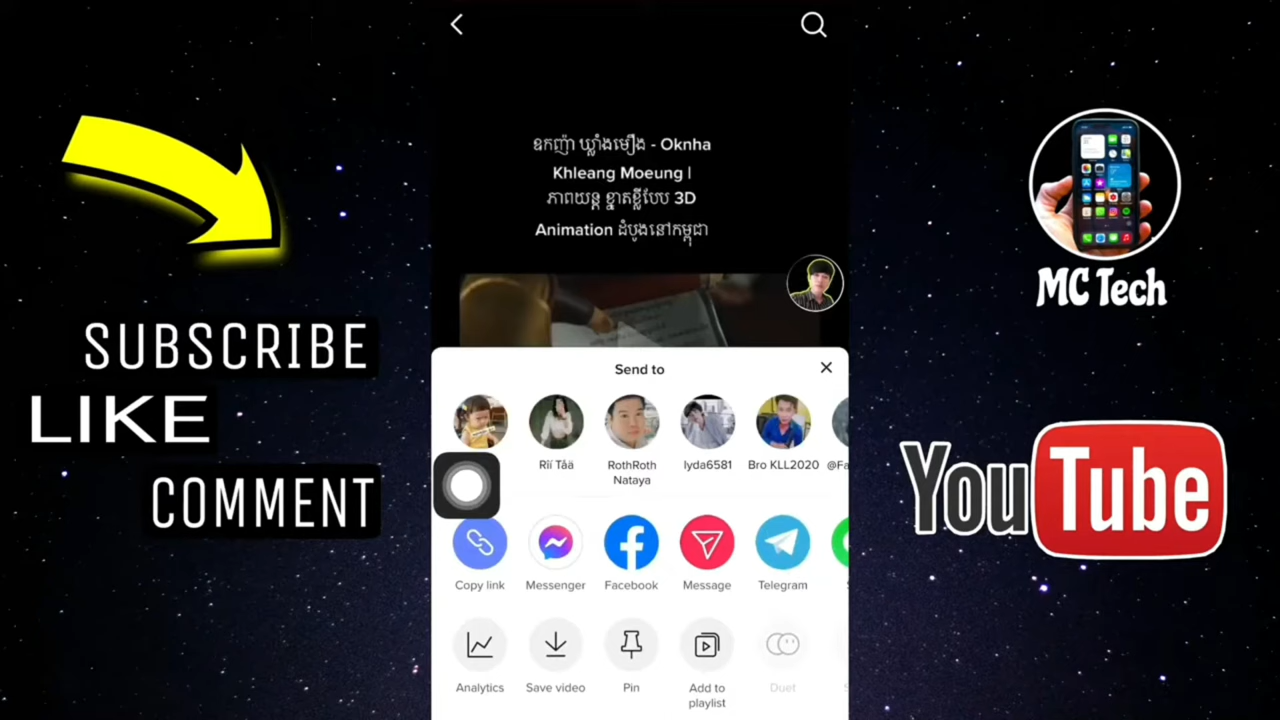 SUBSCRIBE
LIKE
COMMENT
ឧកញ៉ា ឃ្លាំងមឿង - Oknha
Khleang Moeung |
ភាពយន្ត ខ្នាតខ្លីបែប 3D
Animation ដំបូងនៅកម្ពុជា
Send to
Rïí Tåä
RothRoth
Nataya
lyda6581
Bro KLL2020
@Fa
Copy link
Messenger
Facebook
Message
Telegram
Analytics
Save video
Pin
Add to
playlist
Duet
MC Tech
YouTube